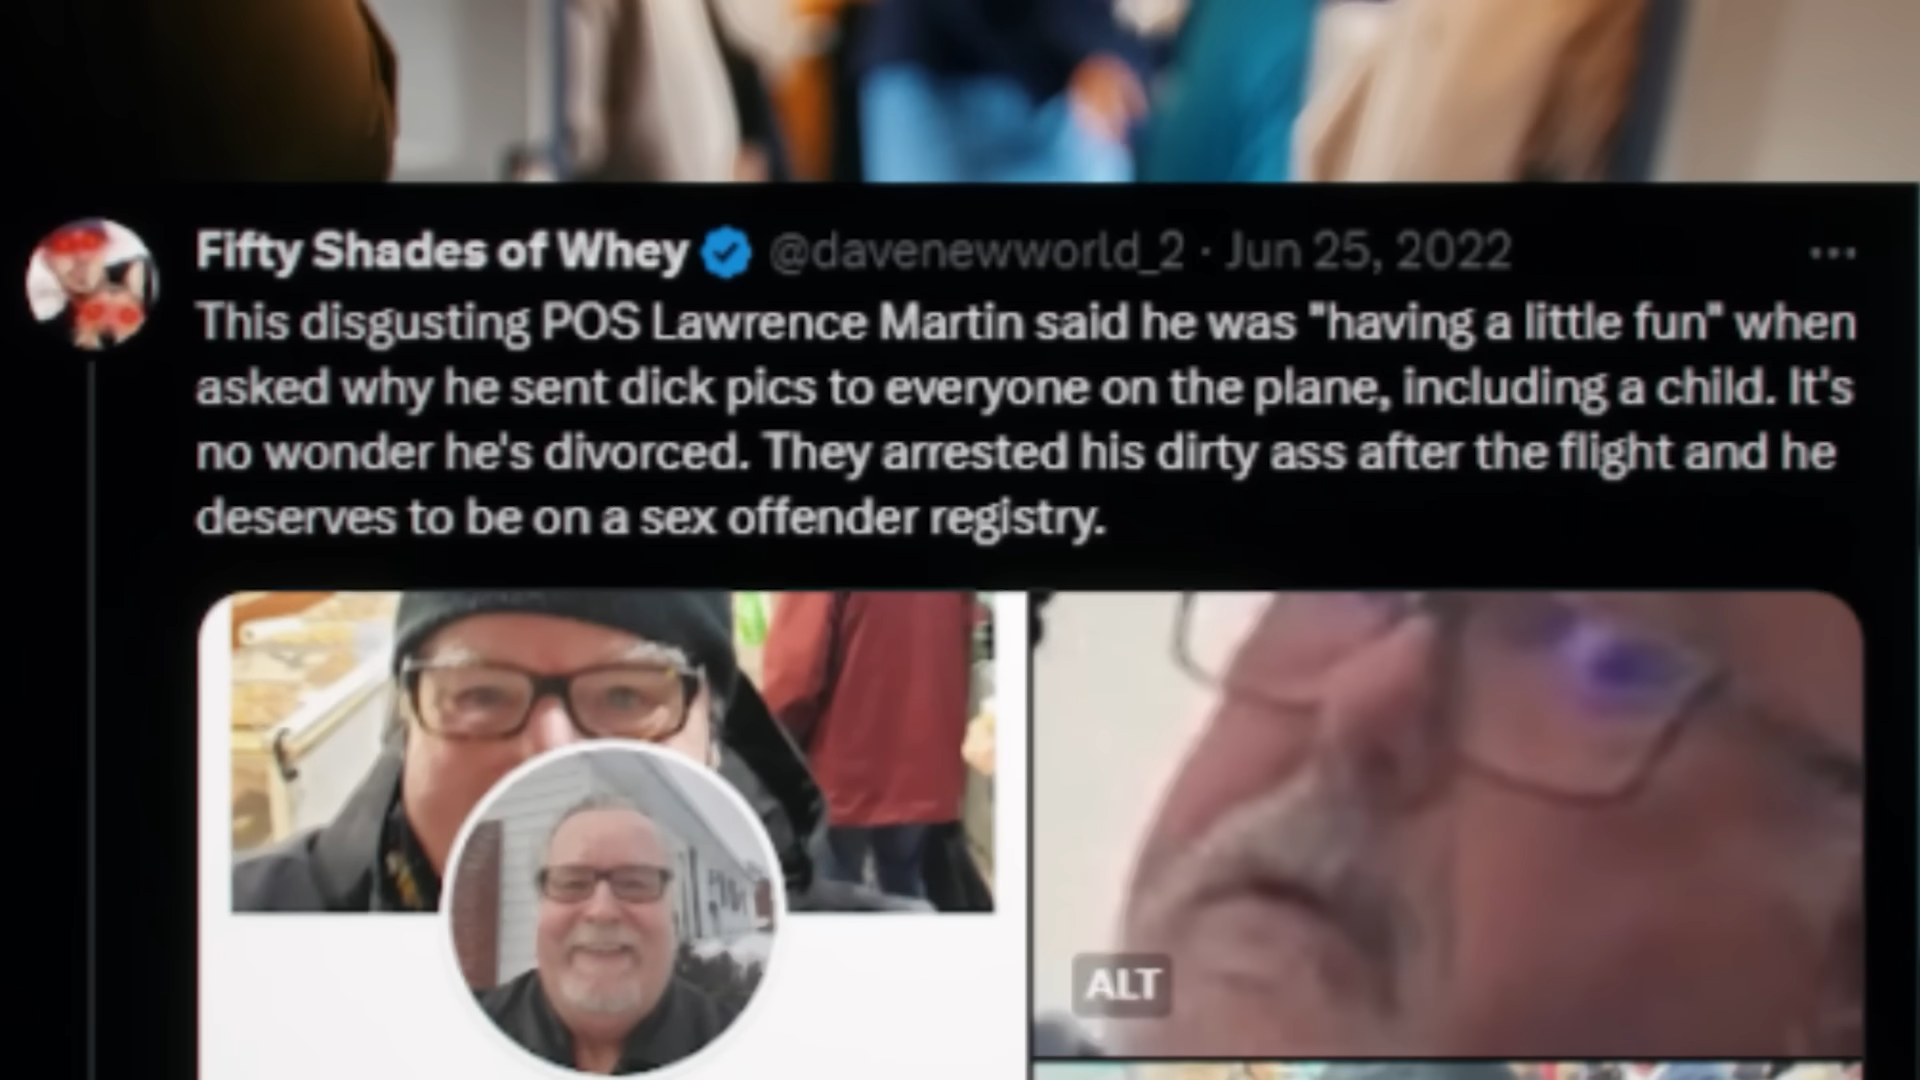 Fifty Shades of Whey @davenewworld_2 · Jun 25, 2022
This disgusting POS Lawrence Martin said he was "having a little fun" when
asked why he sent dick pics to everyone on the plane, including a child. It's
no wonder he's divorced. They arrested his dirty ass after the flight and he
deserves to be on a sex offender registry.
ALT